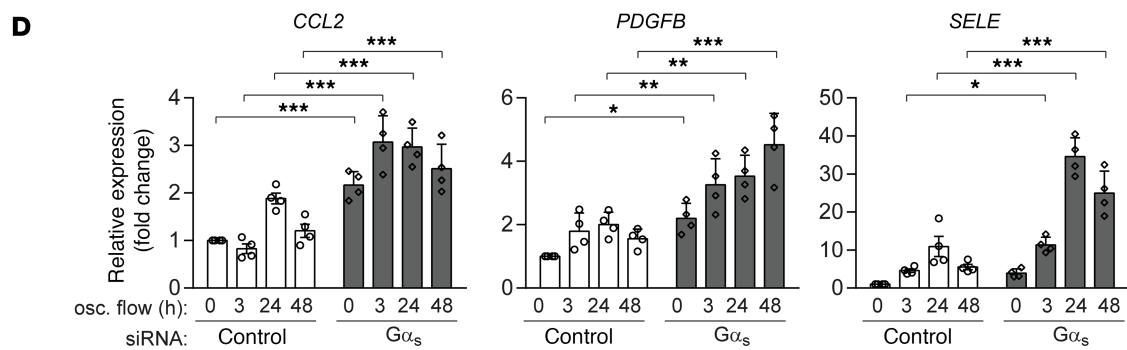 D
CCL2 PDGFB SELE
*** *** ***
*** ** ***
*** ** *
*** *
Relative expression
(fold change)
4 3 2 1 0
6 4 2 0
50 40 30 20 10 0
osc. flow (h): 0 3 24 48 0 3 24 48 0 3 24 48 0 3 24 48 0 3 24 48 0 3 24 48
siRNA: Control Gαs Control Gαs Control Gαs